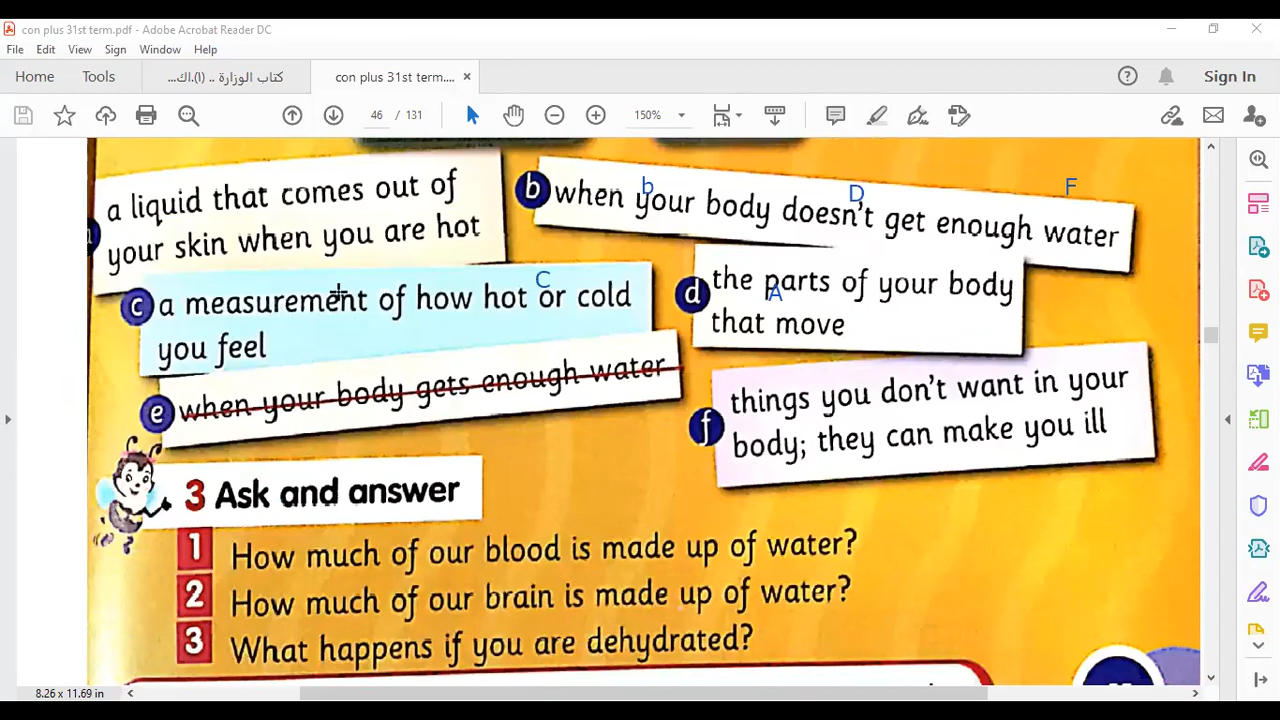 con plus 31st term.pdf - Adobe Acrobat Reader DC
File Edit View Sign Window Help
Home Tools كتاب الوزارة .. (1).اك... con plus 31st term.... × Sign In
46 / 131 150%
a liquid that comes out of
your skin when you are hot
b when your body doesn't get enough water
b D F
c a measurement of how hot or cold
you feel
C
d the parts of your body
that move
A
e when your body gets enough water
f things you don't want in your
body; they can make you ill
3 Ask and answer
1 How much of our blood is made up of water?
2 How much of our brain is made up of water?
3 What happens if you are dehydrated?
8.26 x 11.69 in